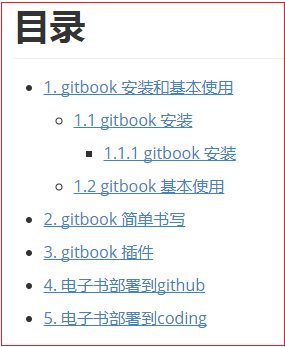 目录
1. gitbook 安装和基本使用
1.1 gitbook 安装
1.1.1 gitbook 安装
1.2 gitbook 基本使用
2. gitbook 简单书写
3. gitbook 插件
4. 电子书部署到github
5. 电子书部署到coding